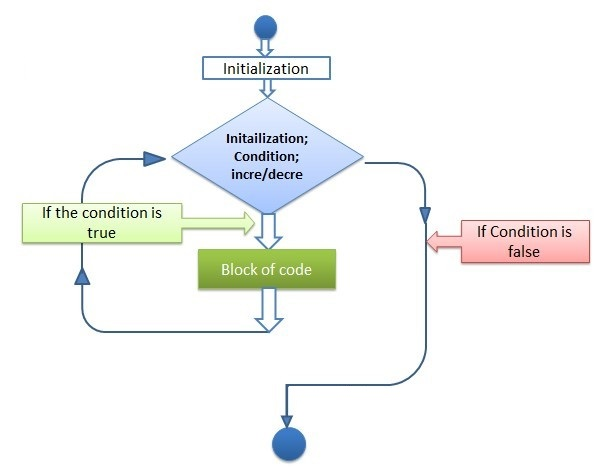 Initialization
Initailization;
Condition;
incre/decre
If the condition is
true
If Condition is
false
Block of code